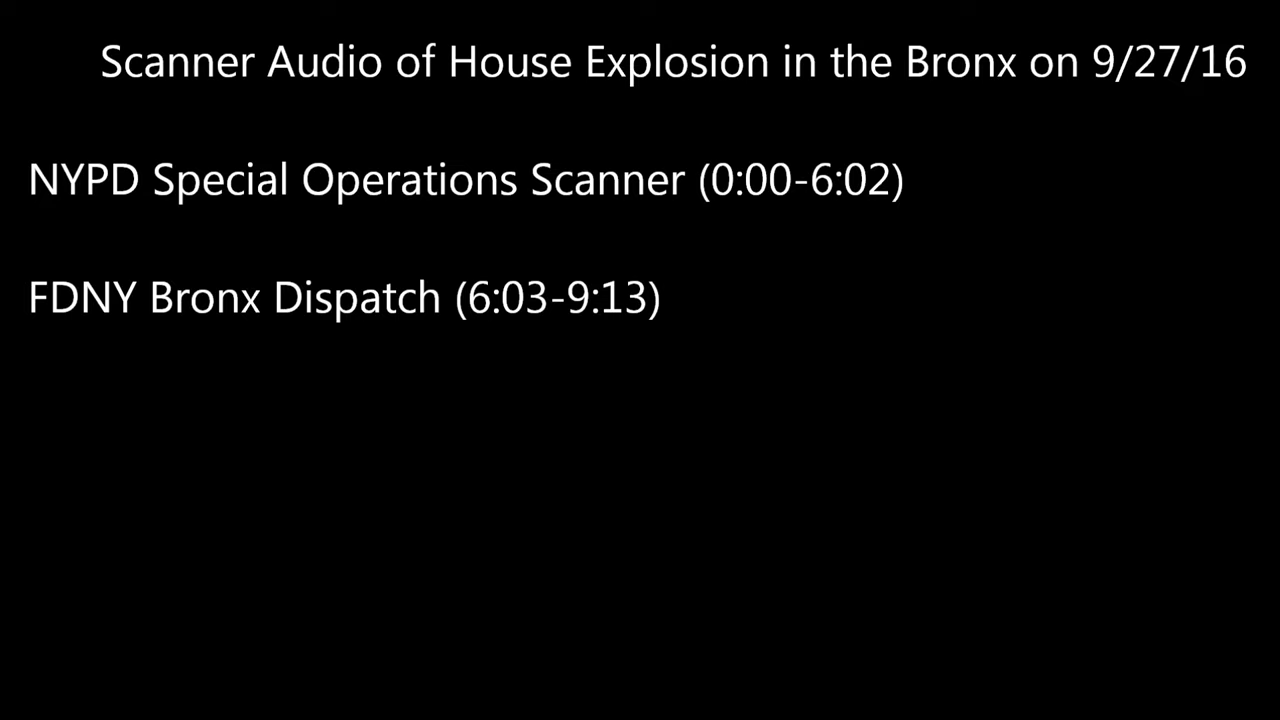 Scanner Audio of House Explosion in the Bronx on 9/27/16
NYPD Special Operations Scanner (0:00-6:02)
FDNY Bronx Dispatch (6:03-9:13)